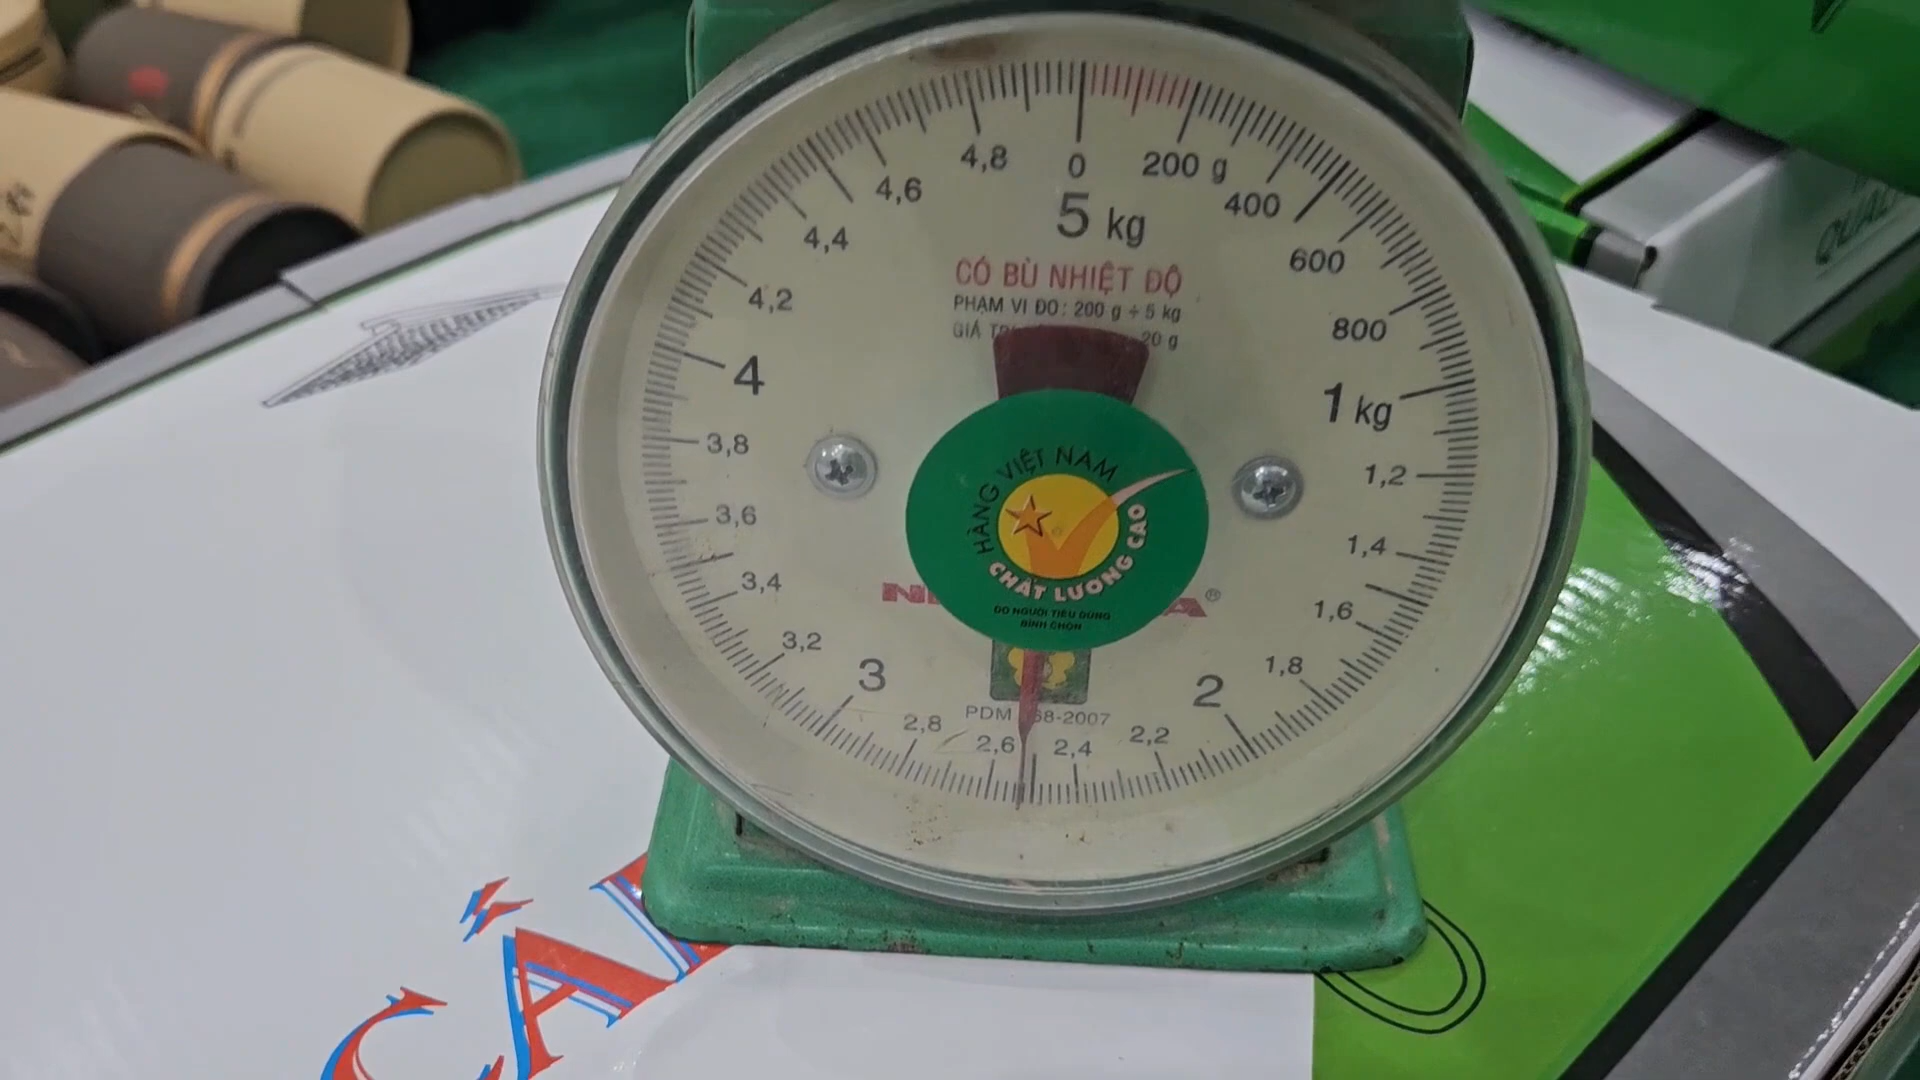 0
200 g
400
600
800
1 kg
1,2
1,4
1,6
1,8
2
2,2
2,4
2,6
2,8
3
3,2
3,4
3,6
3,8
4
4,2
4,4
4,6
4,8
5 kg
CÓ BÙ NHIỆT ĐỘ
PHẠM VI ĐO: 200 g ÷ 5 kg
GIÁ 20 g
HÀNG VIỆT NAM
CHẤT LƯỢNG CAO
DO NGƯỜI TIÊU DÙNG
BÌNH CHỌN
®
PDM 68-2007